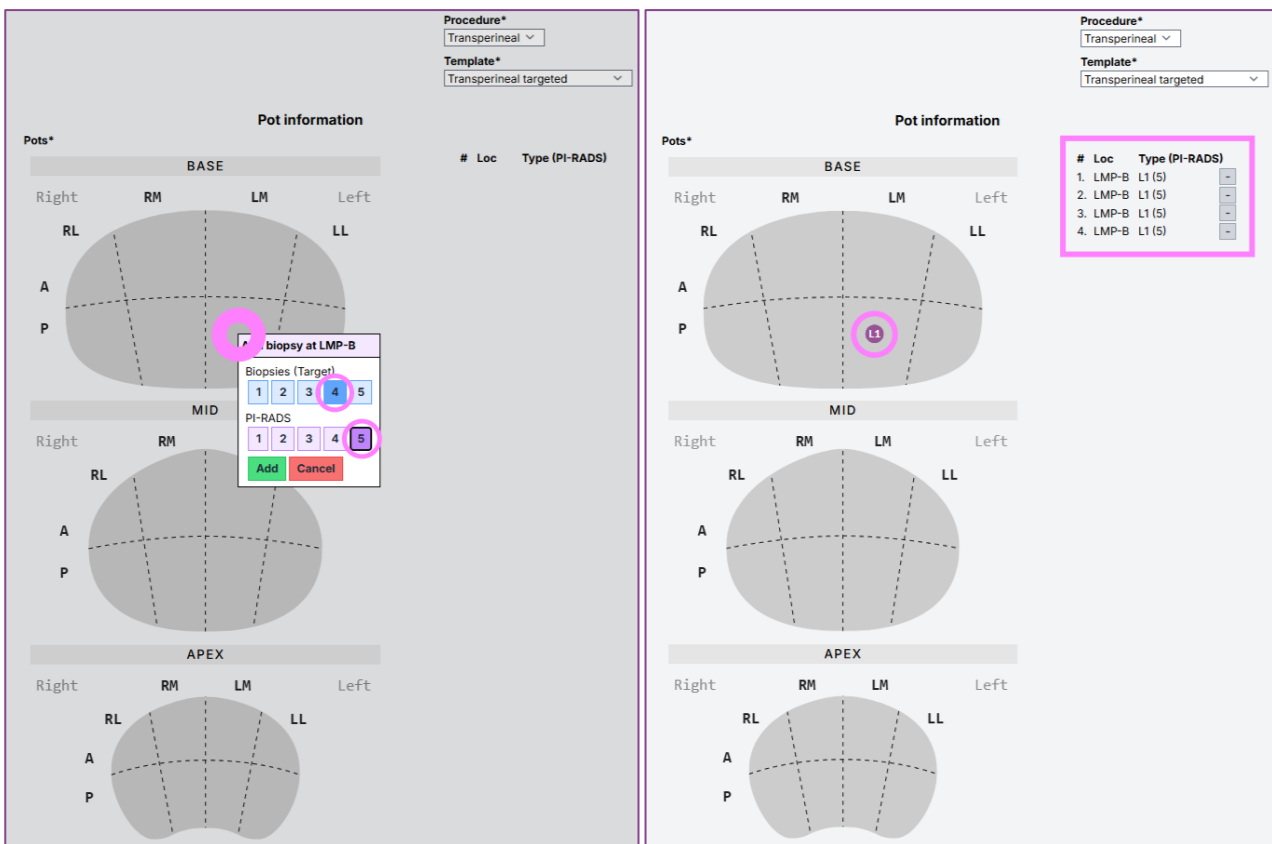 Procedure*
Transperineal
Template*
Transperineal targeted
Pot information
Pots*
# Loc Type (PI-RADS)
BASE
Right RM LM Left
RL LL
A
P
biopsy at LMP-B
Biopsies (Target)
1 2 3 4 5
MID
PI-RADS
Right RM
1 2 3 4 5
Add Cancel
RL
A
P
APEX
Right RM LM Left
RL LL
A
P
Procedure*
Transperineal
Template*
Transperineal targeted
Pot information
Pots*
# Loc Type (PI-RADS)
1. LMP-B L1 (5) -
2. LMP-B L1 (5) -
3. LMP-B L1 (5) -
4. LMP-B L1 (5) -
BASE
Right RM LM Left
RL LL
A
P L1
MID
Right RM LM Left
RL LL
A
P
APEX
Right RM LM Left
RL LL
A
P